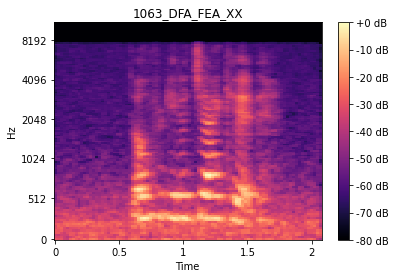 1063_DFA_FEA_XX
+0 dB
8192
-10 dB
4096
-20 dB
-30 dB
2048
Hz
-40 dB
1024
-50 dB
512
-60 dB
-70 dB
0
-80 dB
0
0.5
1
1.5
2
Time